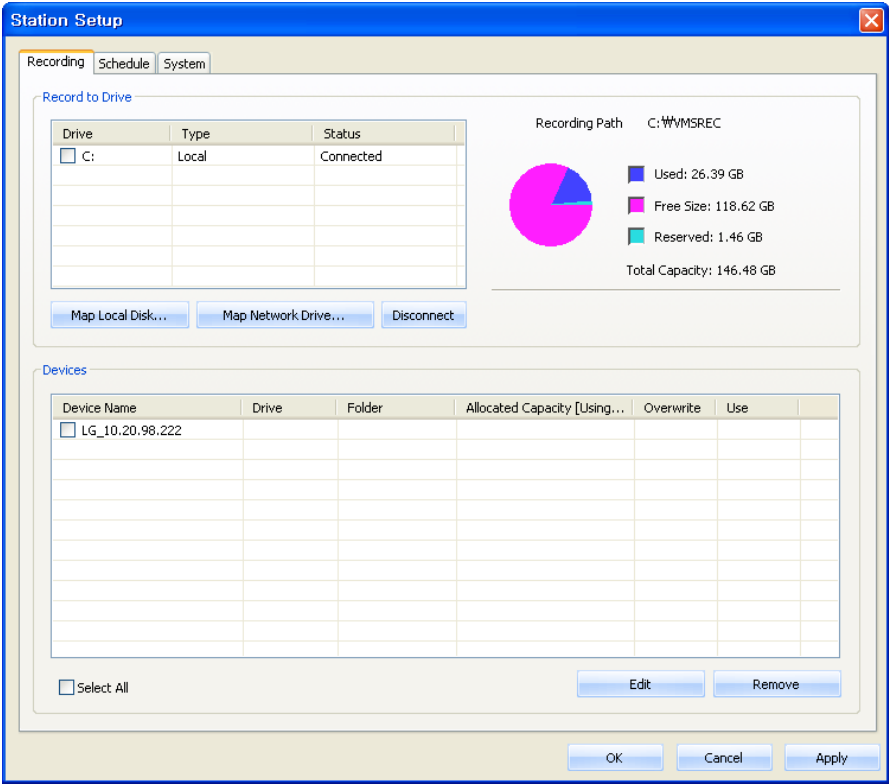 Station Setup
Recording Schedule System
Record to Drive
Drive Type Status
C: Local Connected
Recording Path C:₩VMSREC
Used: 26.39 GB
Free Size: 118.62 GB
Reserved: 1.46 GB
Total Capacity: 146.48 GB
Map Local Disk... Map Network Drive... Disconnect
Devices
Device Name Drive Folder Allocated Capacity [Using... Overwrite Use
LG_10.20.98.222
Select All Edit Remove
OK Cancel Apply